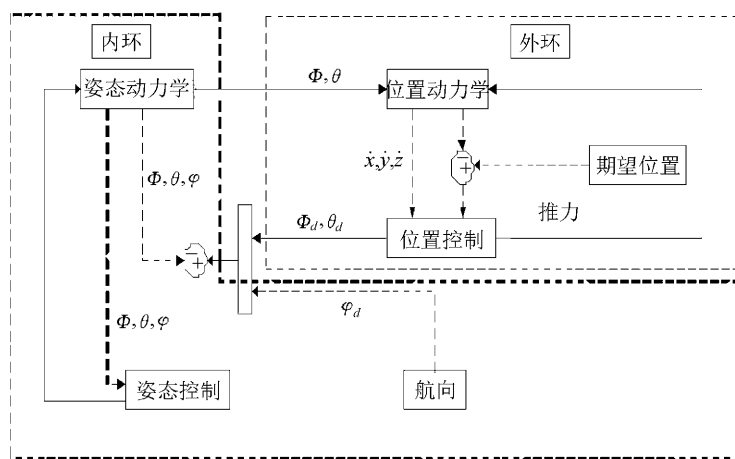 内环
外环
姿态动力学
Φ,θ
位置动力学
Φ,θ,φ
ẋ,ẏ,ż
−
+
期望位置
Φd,θd
位置控制
推力
−
+
φd
Φ,θ,φ
姿态控制
航向